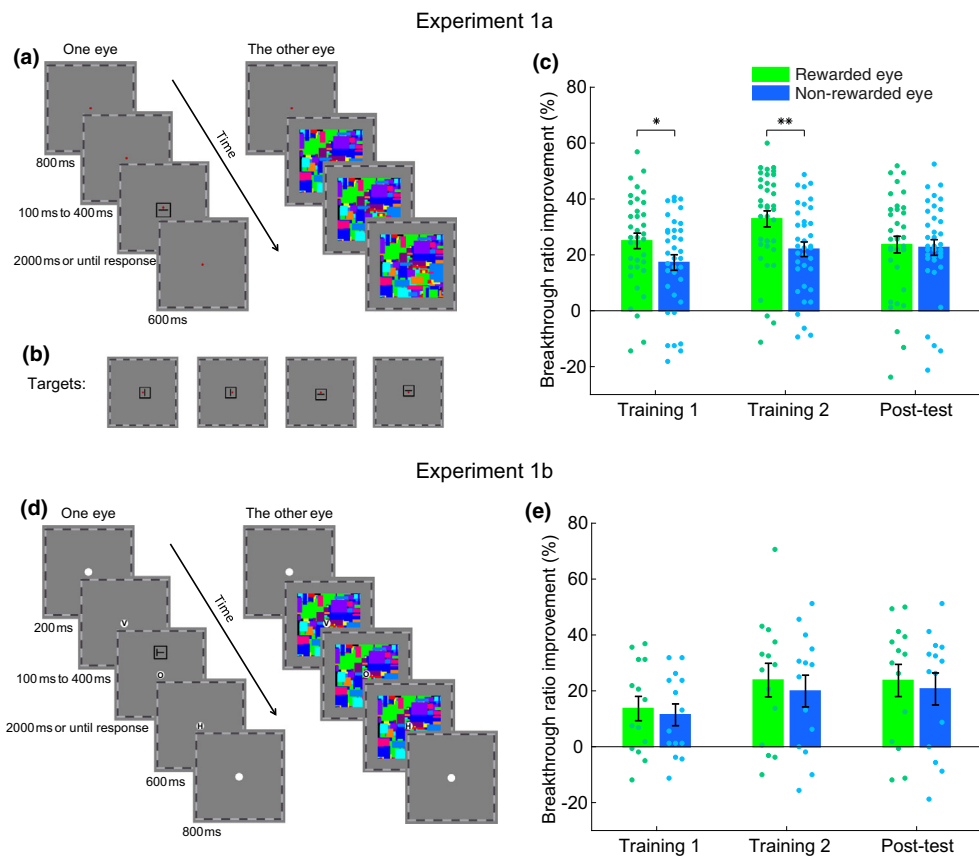 Experiment 1a
(a)
One eye
The other eye
Time
800 ms
100 ms to 400 ms
2000 ms or until response
600 ms
(b)
Targets:
(c)
Rewarded eye
Non-rewarded eye
Breakthrough ratio improvement (%)
80
60
40
20
0
-20
*
**
Training 1
Training 2
Post-test
Experiment 1b
(d)
One eye
The other eye
Time
V
V
O
O
H
H
200 ms
100 ms to 400 ms
2000 ms or until response
600 ms
800 ms
(e)
Breakthrough ratio improvement (%)
80
60
40
20
0
-20
Training 1
Training 2
Post-test